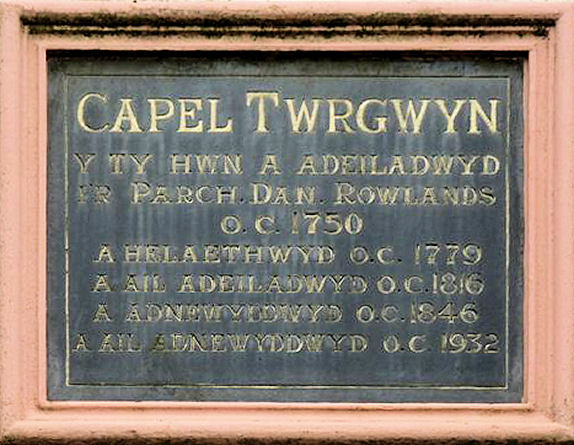 CAPEL TWRGWYN
Y TY HWN A ADEILADWYD
I'R PARCH. DAN. ROWLANDS
O.C. 1750
A HELAETHWYD O.C. 1779
A AIL ADEILADWYD O.C. 1816
A ADNEWYDDWYD O.C. 1846
A AIL ADNEWYDDWYD O.C. 1932